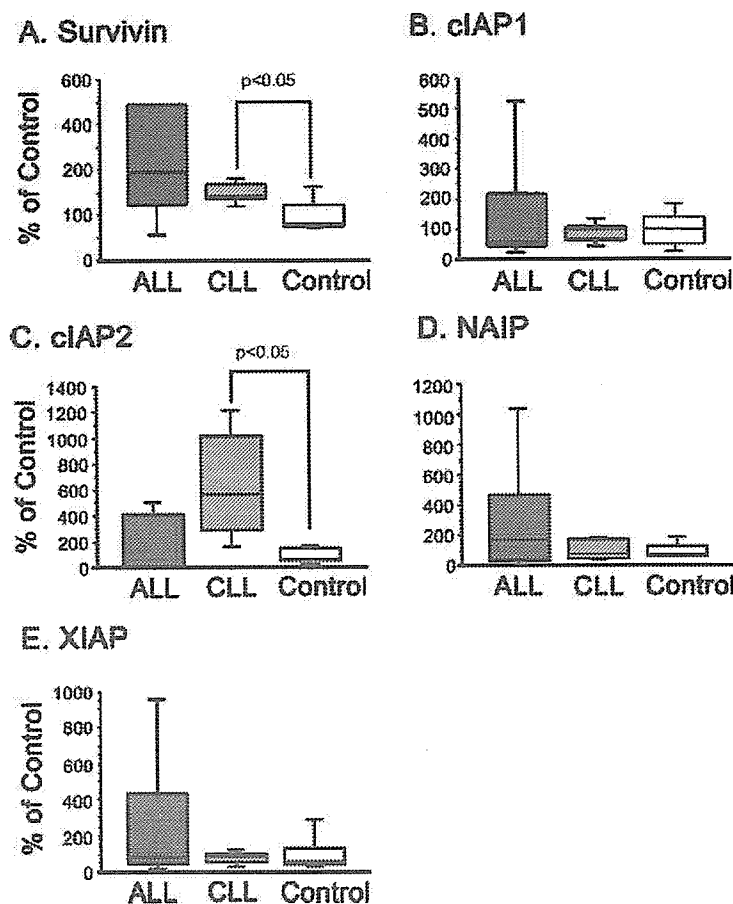 A. Survivin
% of Control
600
400
200
100
0
p<0.05
ALL CLL Control
B. cIAP1
600
500
400
300
200
100
0
ALL CLL Control
C. cIAP2
% of Control
1400
1200
1000
800
600
400
200
0
p<0.05
ALL CLL Control
D. NAIP
1200
1000
800
600
400
200
0
ALL CLL Control
E. XIAP
% of Control
1000
800
600
400
200
0
ALL CLL Control